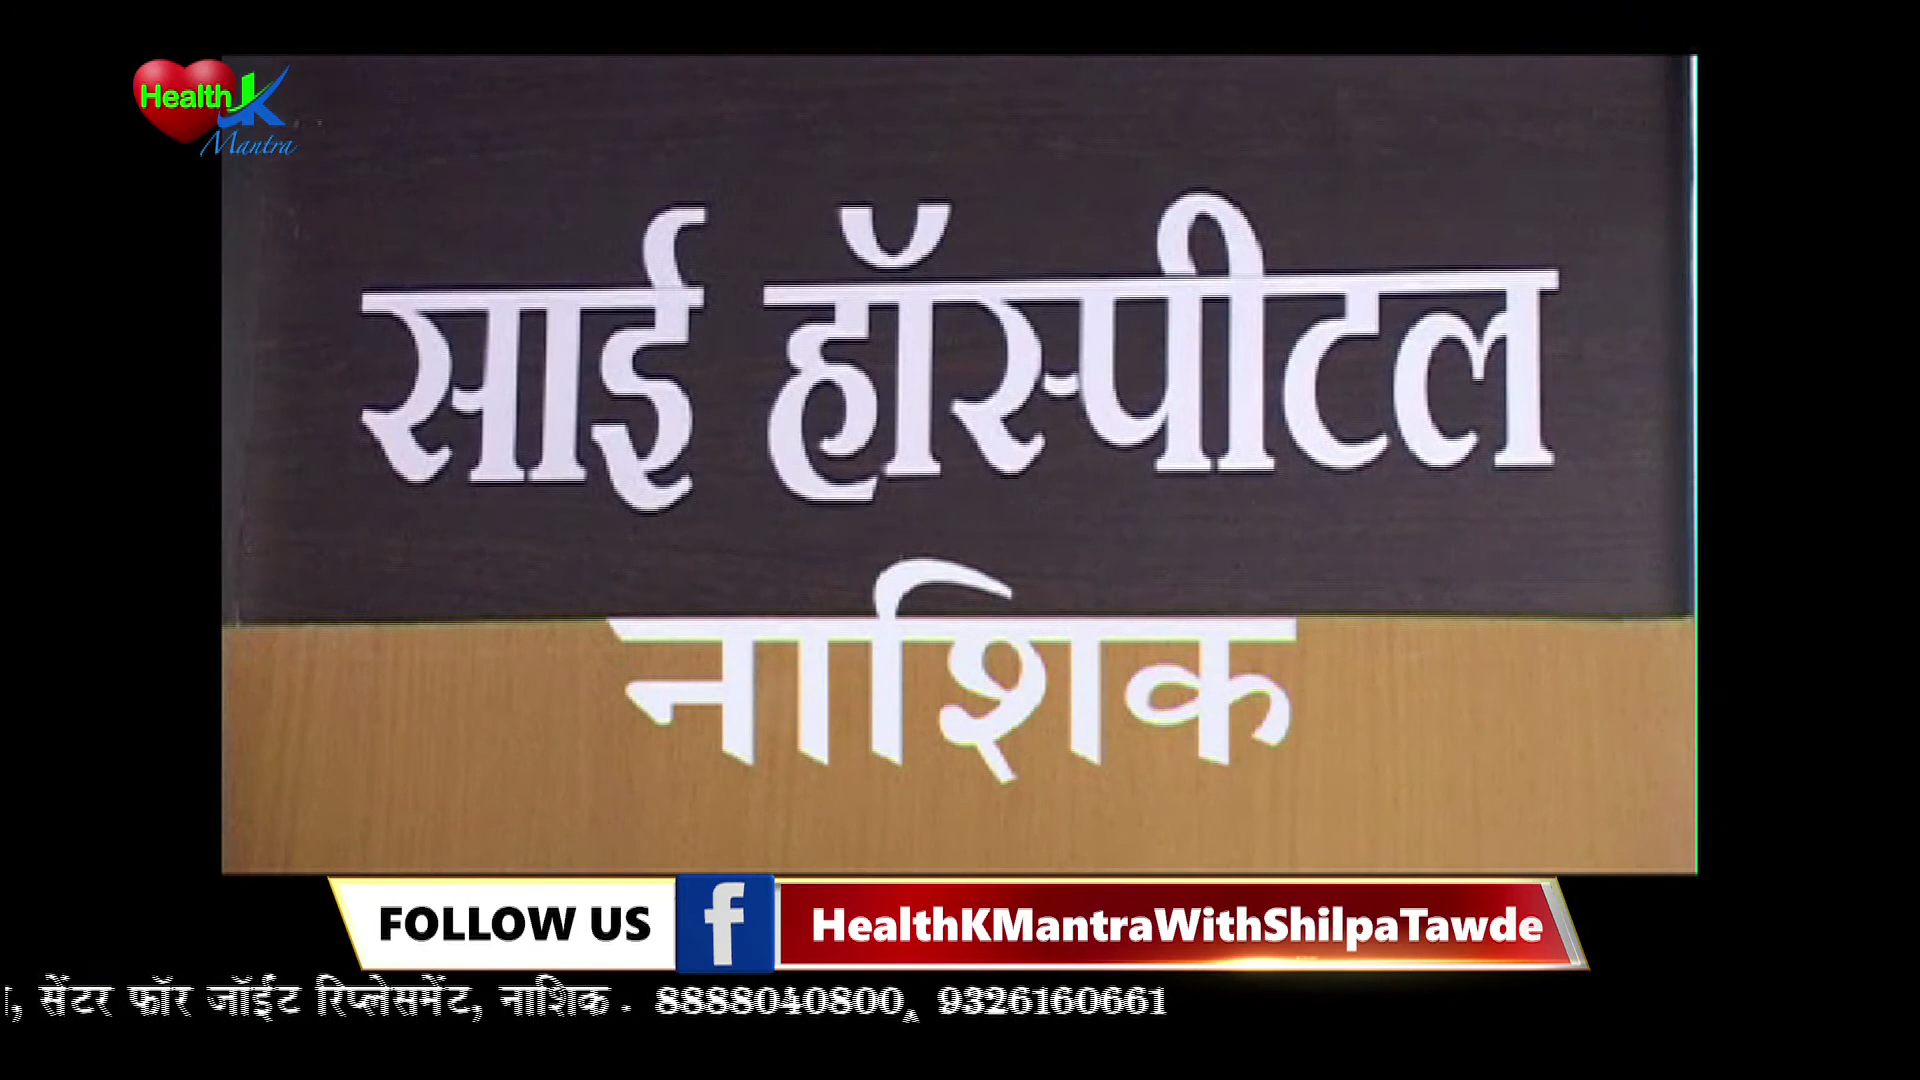 Health K
Mantra
साई हॉस्पीटल
नाशिक
FOLLOW US f HealthKMantraWithShilpaTawde
, सेंटर फॉर जॉईंट रिप्लेसमेंट, नाशिक - 8888040800, 9326160661